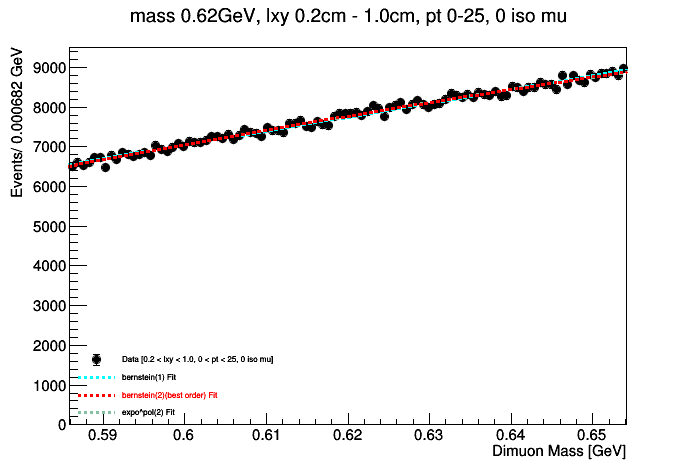 mass 0.62GeV, lxy 0.2cm - 1.0cm, pt 0-25, 0 iso mu
Events/ 0.000682 GeV
9000
8000
7000
6000
5000
4000
3000
2000
1000
0
Data [0.2 < lxy < 1.0, 0 < pt < 25, 0 iso mu]
bernstein(1) Fit
bernstein(2)(best order) Fit
expo^pol(2) Fit
0.59 0.6 0.61 0.62 0.63 0.64 0.65
Dimuon Mass [GeV]